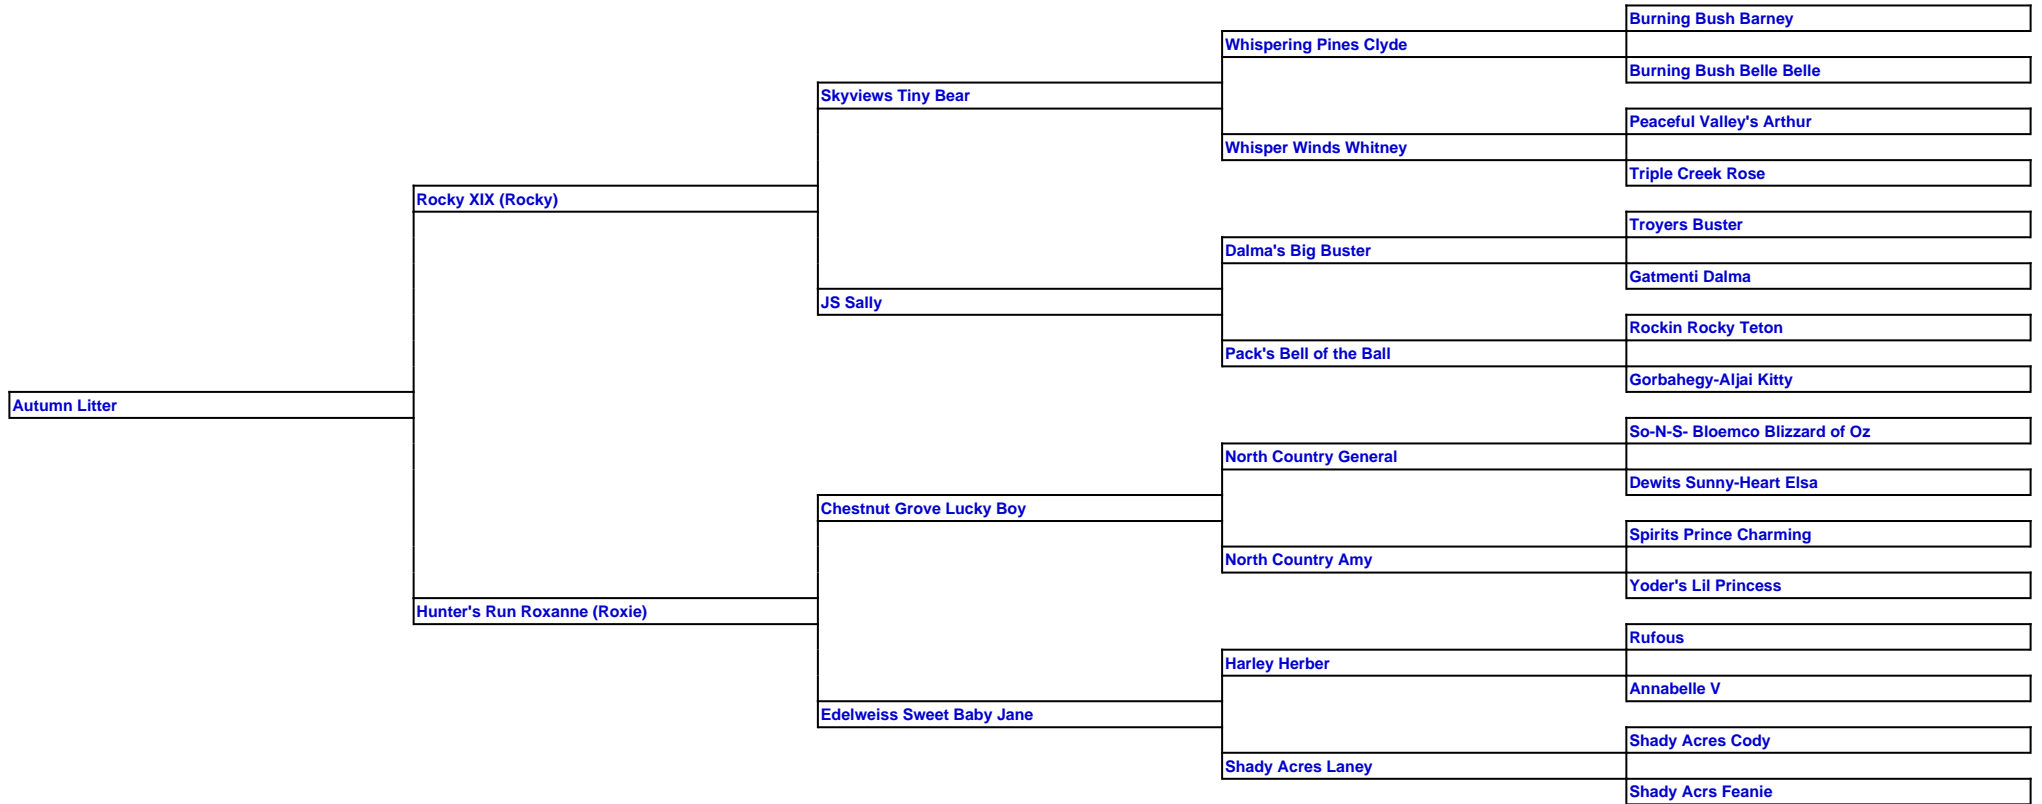 Burning Bush Barney
Whispering Pines Clyde
Burning Bush Belle Belle
Skyviews Tiny Bear
Peaceful Valley's Arthur
Whisper Winds Whitney
Triple Creek Rose
Rocky XIX (Rocky)
Troyers Buster
Dalma's Big Buster
Gatmenti Dalma
JS Sally
Rockin Rocky Teton
Pack's Bell of the Ball
Gorbahegy-Aljai Kitty
Autumn Litter
So-N-S- Bloemco Blizzard of Oz
North Country General
Dewits Sunny-Heart Elsa
Chestnut Grove Lucky Boy
Spirits Prince Charming
North Country Amy
Yoder's Lil Princess
Hunter's Run Roxanne (Roxie)
Rufous
Harley Herber
Annabelle V
Edelweiss Sweet Baby Jane
Shady Acres Cody
Shady Acres Laney
Shady Acrs Feanie